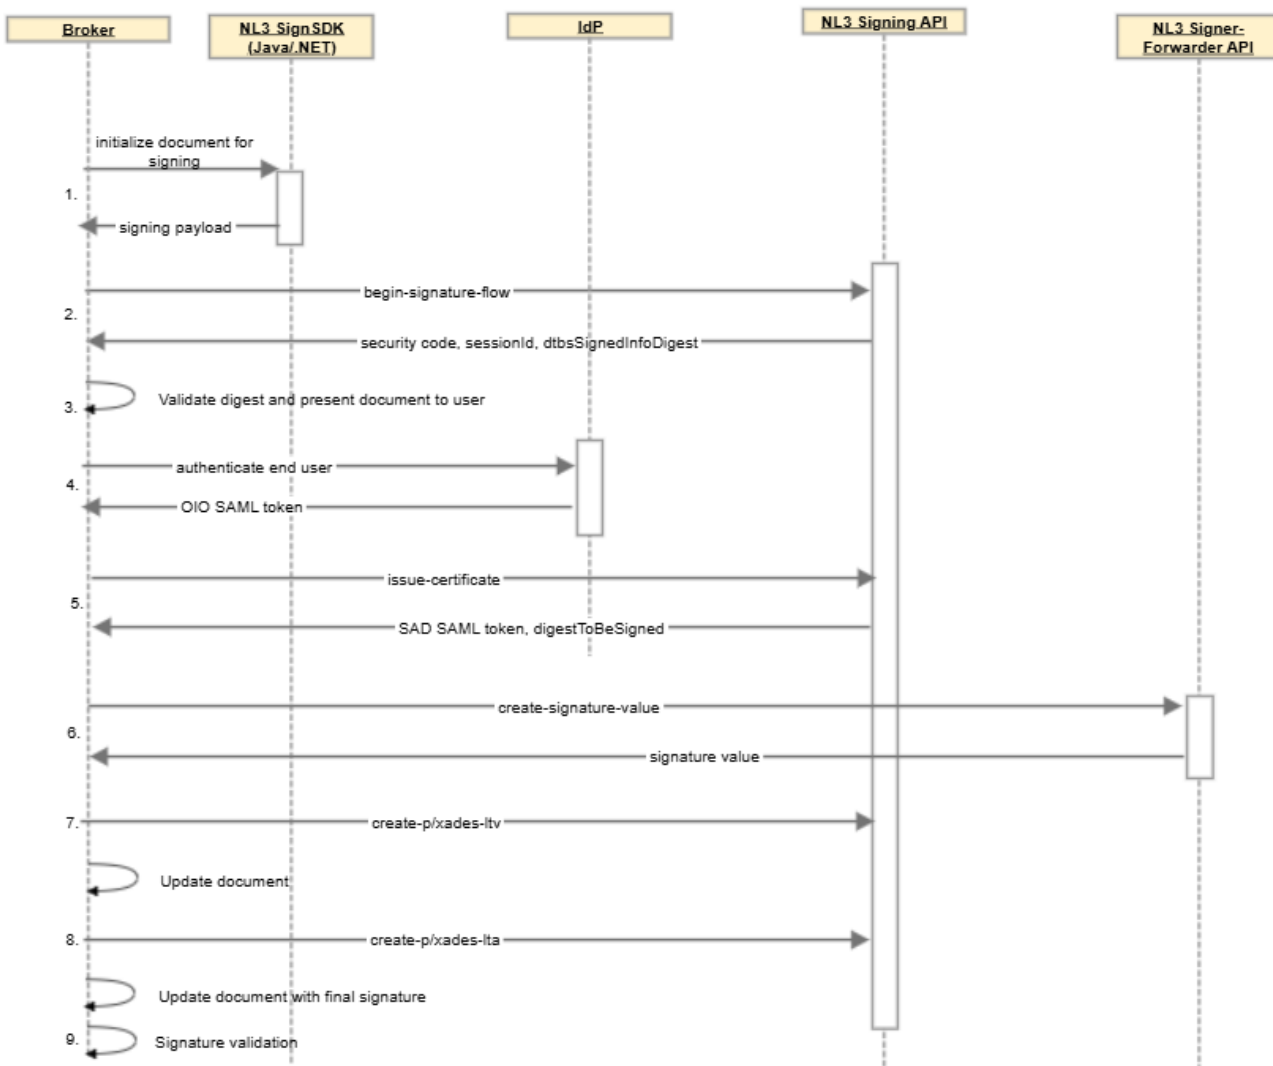 Broker
NL3 SignSDK
(Java/.NET)
IdP
NL3 Signing API
NL3 Signer-
Forwarder API
initialize document for
signing
1.
signing payload
begin-signature-flow
2.
security code, sessionId, dtbsSignedInfoDigest
3.
Validate digest and present document to user
authenticate end user
4.
OIO SAML token
issue-certificate
5.
SAD SAML token, digestToBeSigned
create-signature-value
6.
signature value
7.
create-p/xades-ltv
Update document
8.
create-p/xades-lta
Update document with final signature
9.
Signature validation